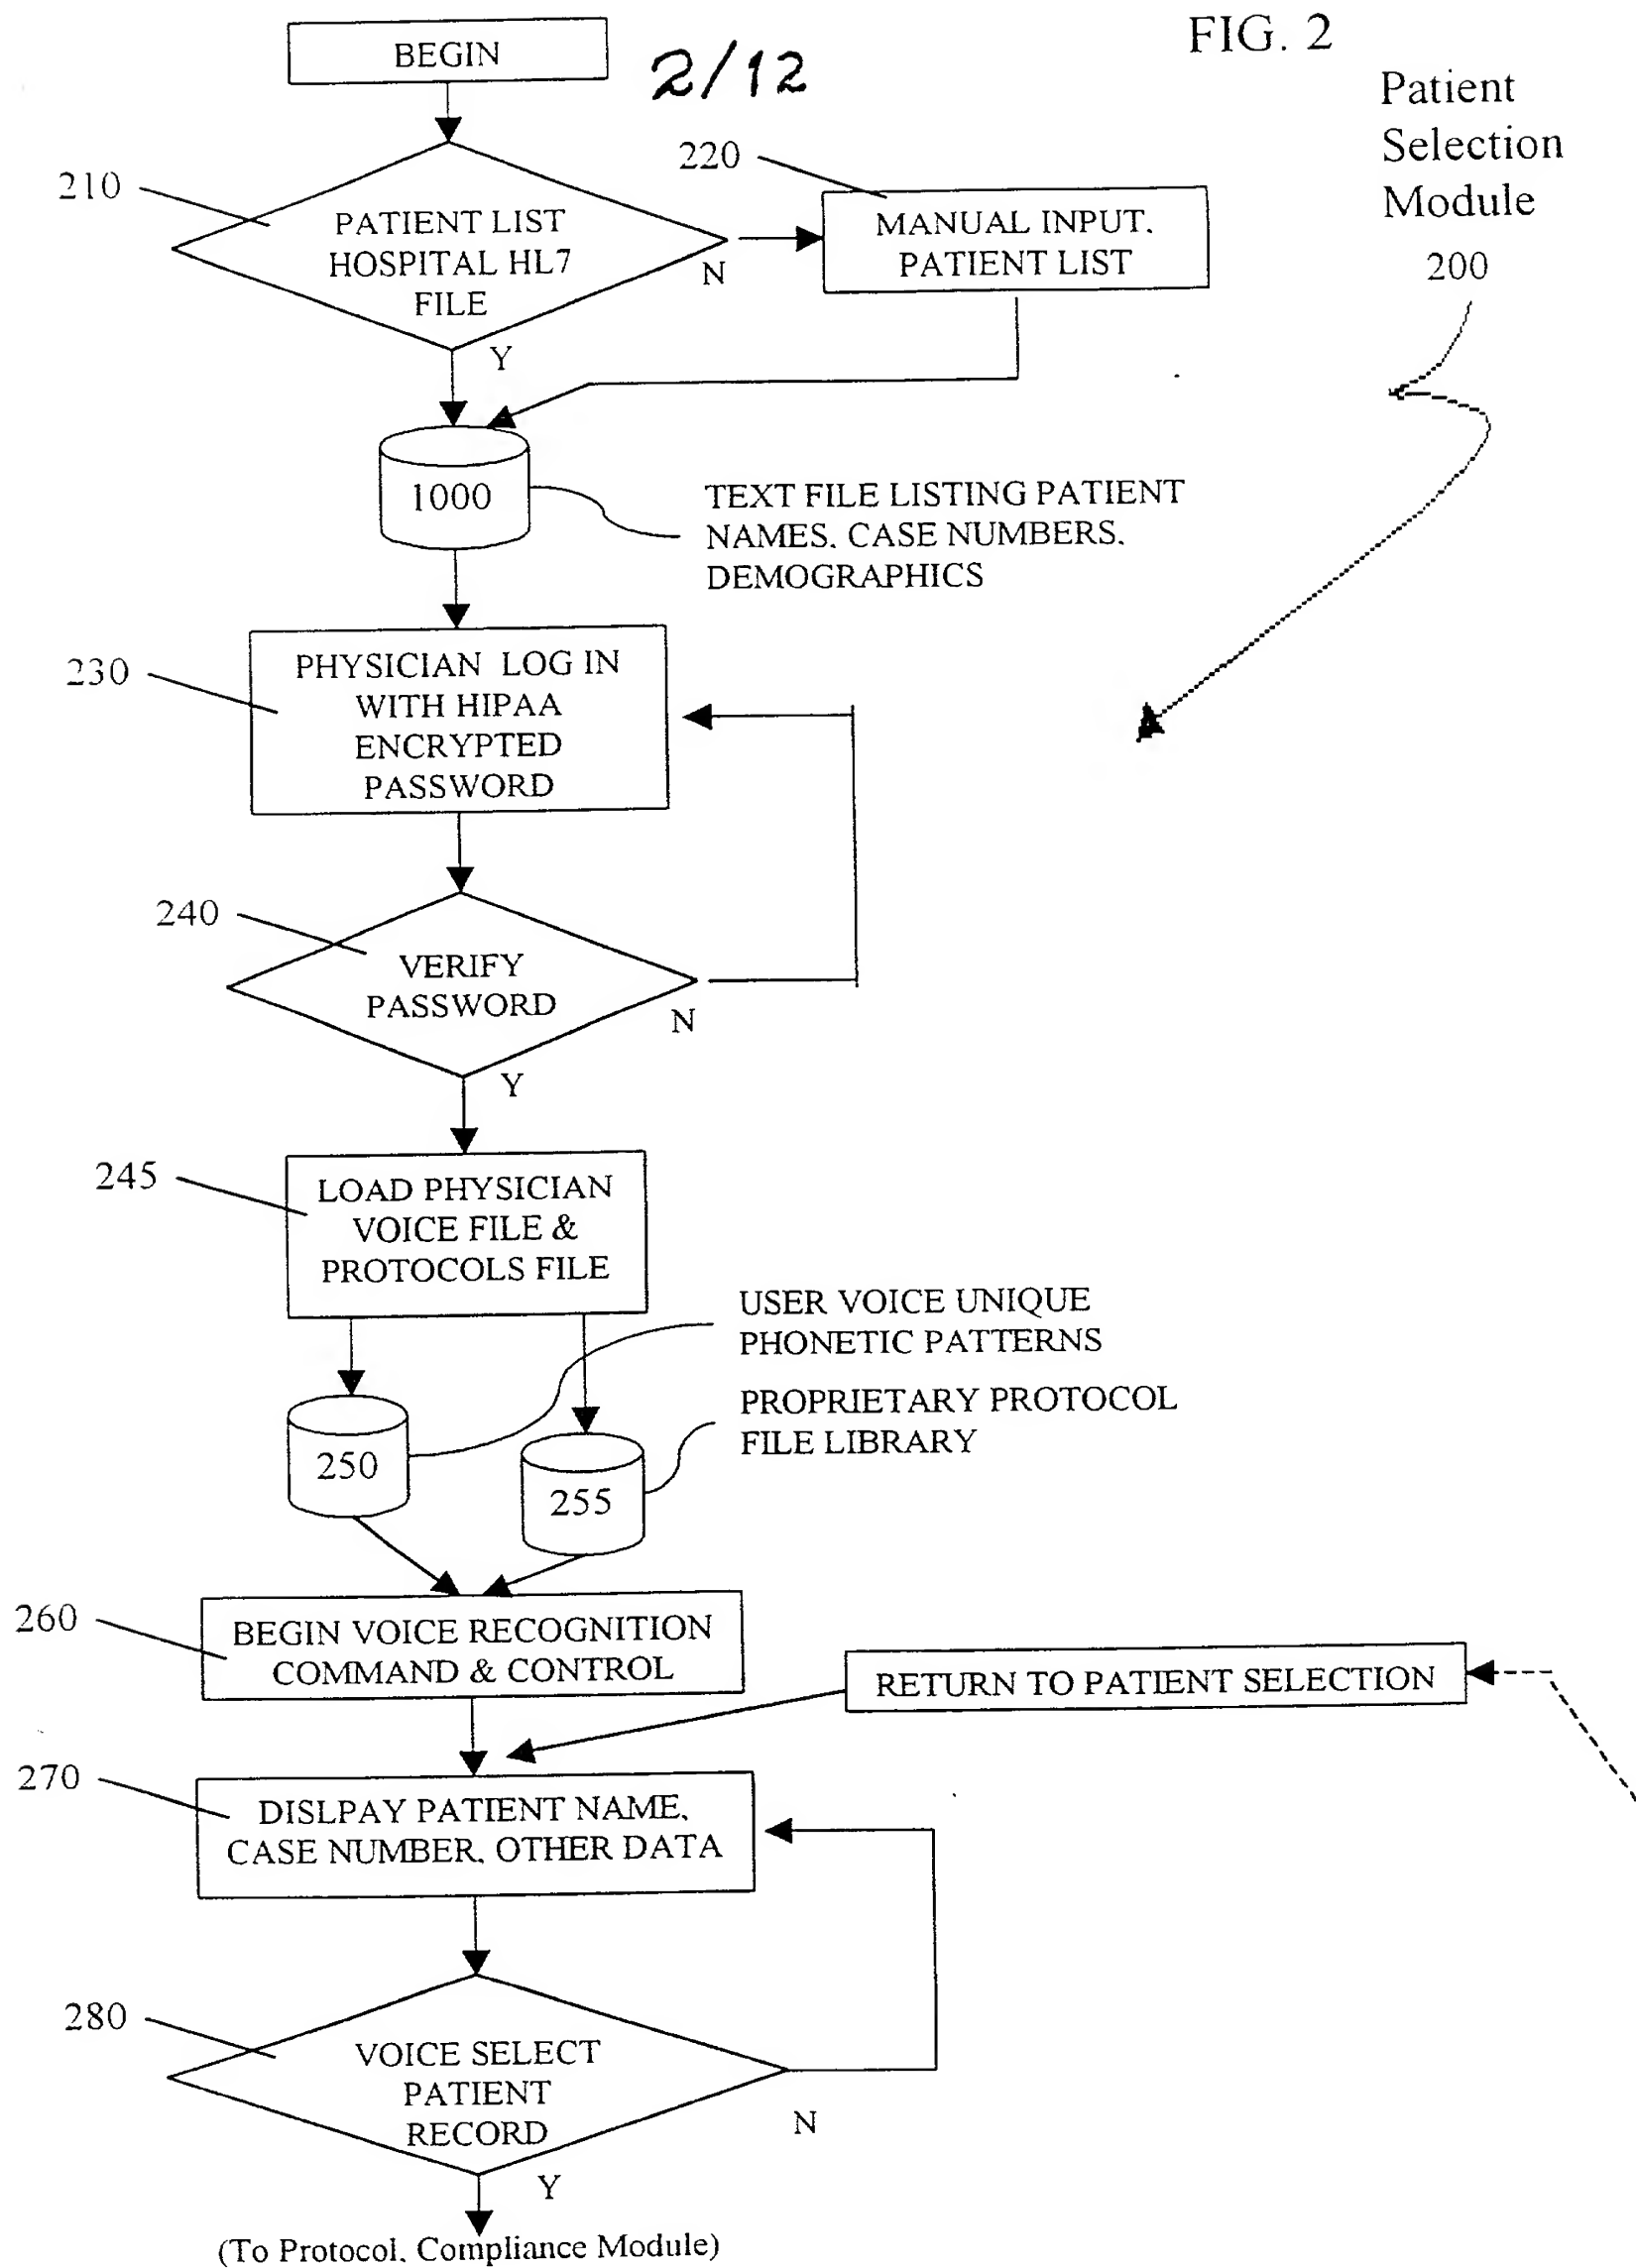 FIG. 2
BEGIN
2/12
Patient
Selection
Module
200
210
220
PATIENT LIST
HOSPITAL HL7
FILE
N
MANUAL INPUT.
PATIENT LIST
Y
1000
TEXT FILE LISTING PATIENT
NAMES. CASE NUMBERS.
DEMOGRAPHICS
230
PHYSICIAN LOG IN
WITH HIPAA
ENCRYPTED
PASSWORD
240
VERIFY
PASSWORD
N
Y
245
LOAD PHYSICIAN
VOICE FILE &
PROTOCOLS FILE
USER VOICE UNIQUE
PHONETIC PATTERNS
PROPRIETARY PROTOCOL
FILE LIBRARY
250
255
260
BEGIN VOICE RECOGNITION
COMMAND & CONTROL
RETURN TO PATIENT SELECTION
270
DISLPAY PATIENT NAME.
CASE NUMBER. OTHER DATA
280
VOICE SELECT
PATIENT
RECORD
N
Y
(To Protocol. Compliance Module)